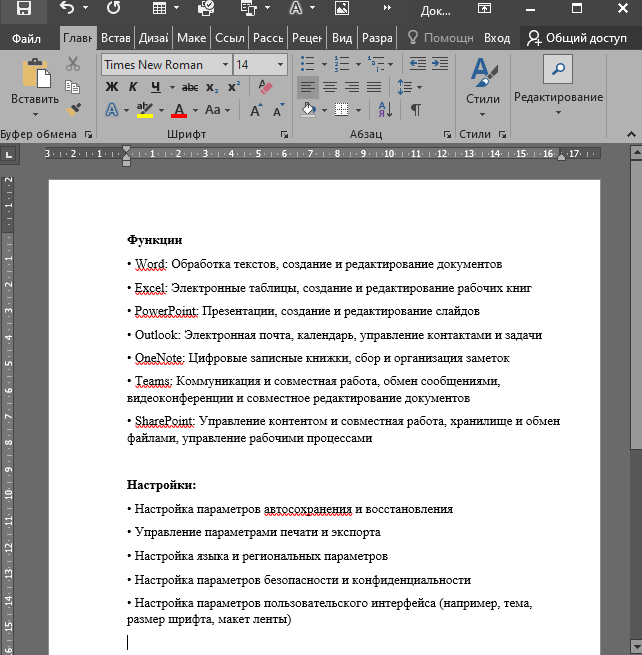 Док...
Файл Главн Встав Дизай Маке Ссыл Рассы Рецен Вид Разра Помощн Вход Общий доступ
Times New Roman 14
Вставить Ж К Ч abc x₂ x² Стили Редактирование
A ab A Aa A A
Буфер обмена Шрифт Абзац Стили
3 2 1 1 2 3 4 5 6 7 8 9 10 11 12 13 14 15 16 17
Функции
• Word: Обработка текстов, создание и редактирование документов
• Excel: Электронные таблицы, создание и редактирование рабочих книг
• PowerPoint: Презентации, создание и редактирование слайдов
• Outlook: Электронная почта, календарь, управление контактами и задачи
• OneNote: Цифровые записные книжки, сбор и организация заметок
• Teams: Коммуникация и совместная работа, обмен сообщениями,
видеоконференции и совместное редактирование документов
• SharePoint: Управление контентом и совместная работа, хранилище и обмен
файлами, управление рабочими процессами
Настройки:
• Настройка параметров автосохранения и восстановления
• Управление параметрами печати и экспорта
• Настройка языка и региональных параметров
• Настройка параметров безопасности и конфиденциальности
• Настройка параметров пользовательского интерфейса (например, тема,
размер шрифта, макет ленты)